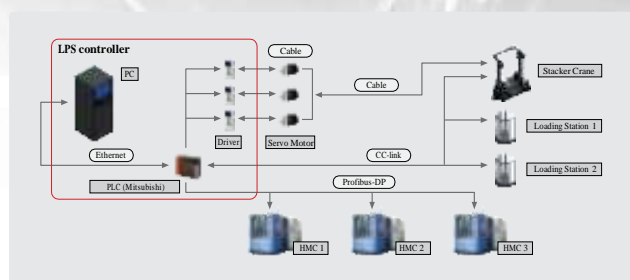 LPS controller
PC
Cable
Cable
Stacker Crane
Driver
Servo Motor
Loading Station 1
Ethernet
CC-link
Loading Station 2
PLC (Mitsubishi)
Profibus-DP
HMC 1
HMC 2
HMC 3